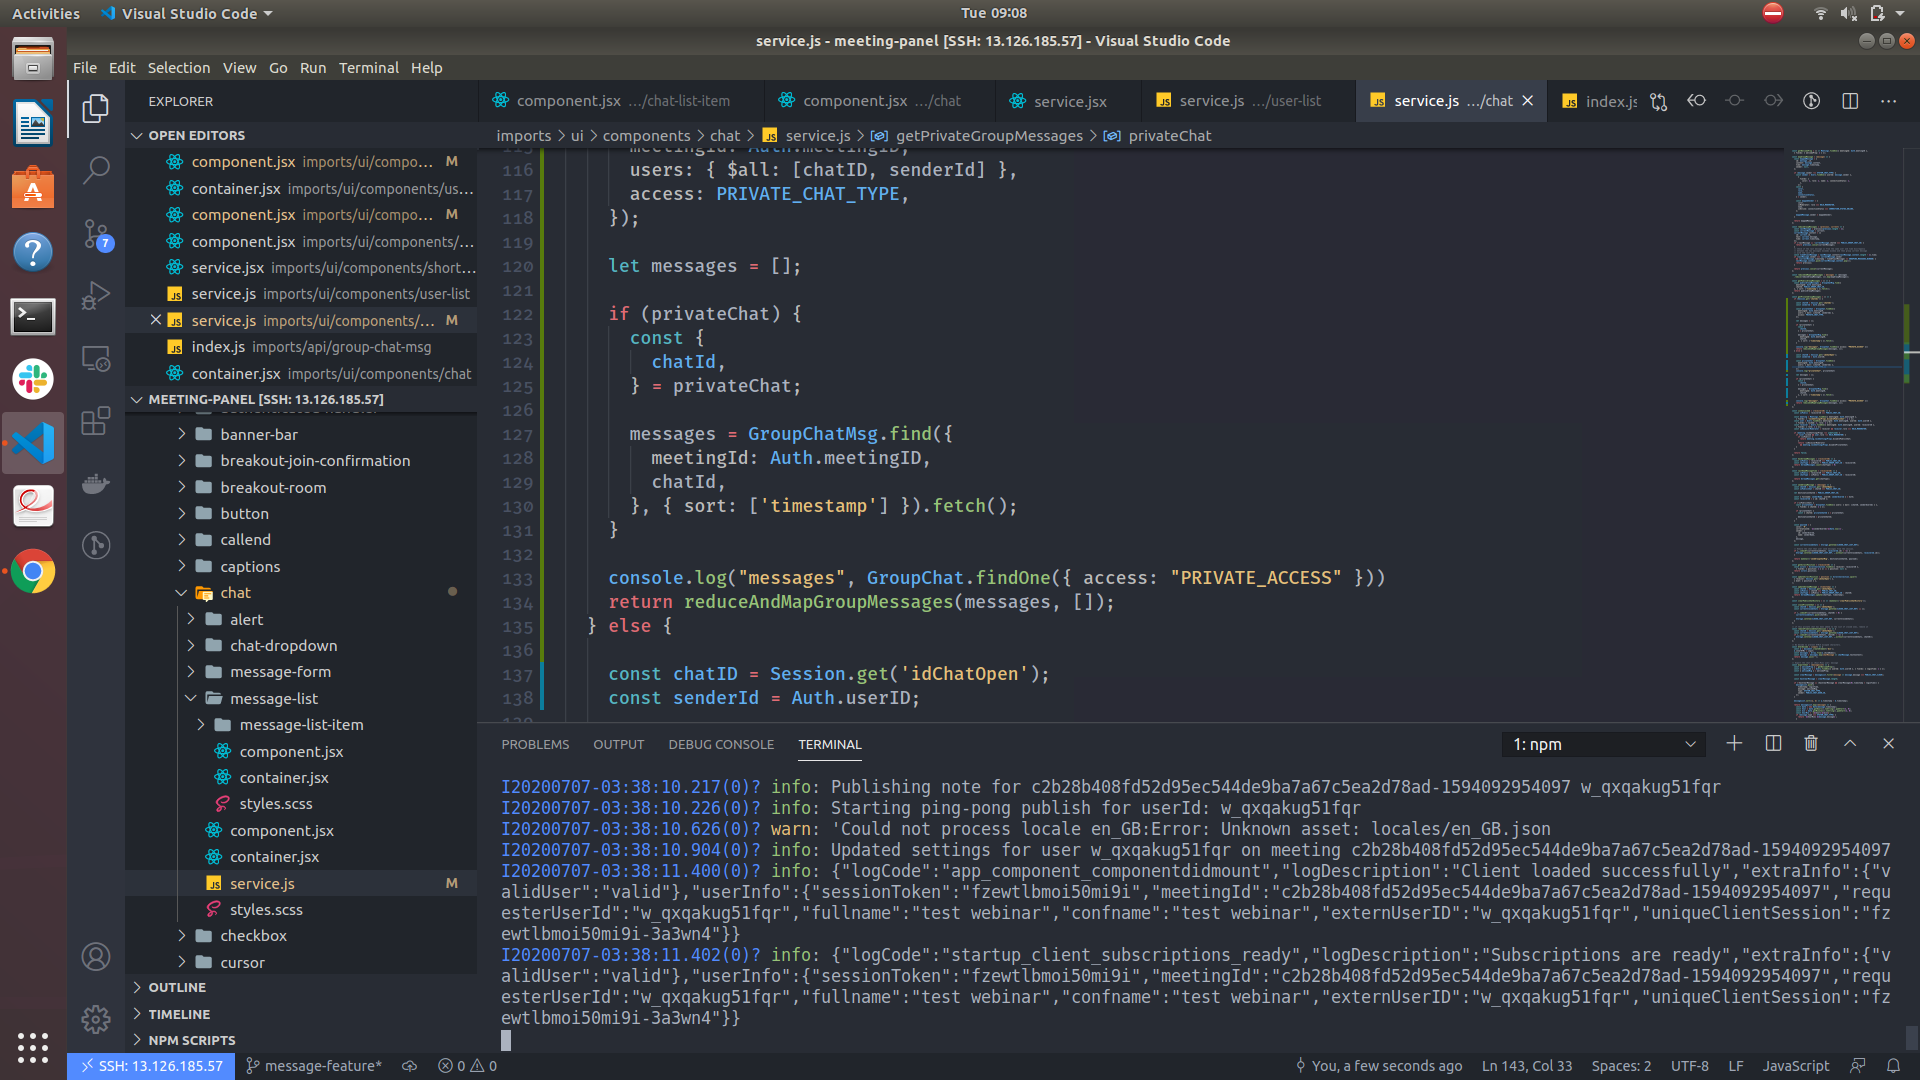 Activities
Visual Studio Code
Tue 09:08
service.js - meeting-panel [SSH: 13.126.185.57] - Visual Studio Code
File Edit Selection View Go Run Terminal Help
EXPLORER
component.jsx .../chat-list-item
component.jsx .../chat
service.jsx
service.js .../user-list
service.js .../chat
index.js
OPEN EDITORS
imports > ui > components > chat > service.js > getPrivateGroupMessages > privateChat
component.jsx imports/ui/compo... M
container.jsx imports/ui/components/us...
component.jsx imports/ui/compo... M
component.jsx imports/ui/components/...
service.jsx imports/ui/components/short...
service.js imports/ui/components/user-list
service.js imports/ui/components/... M
index.js imports/api/group-chat-msg
container.jsx imports/ui/components/chat
7
MEETING-PANEL [SSH: 13.126.185.57]
banner-bar
breakout-join-confirmation
breakout-room
button
callend
captions
chat
alert
chat-dropdown
message-form
message-list
message-list-item
component.jsx
container.jsx
styles.scss
component.jsx
container.jsx
service.js M
styles.scss
checkbox
cursor
OUTLINE
TIMELINE
NPM SCRIPTS
115 meetingId: Auth.meetingID,
116 users: { $all: [chatID, senderId] },
117 access: PRIVATE_CHAT_TYPE,
118 });
119
120 let messages = [];
121
122 if (privateChat) {
123 const {
124 chatId,
125 } = privateChat;
126
127 messages = GroupChatMsg.find({
128 meetingId: Auth.meetingID,
129 chatId,
130 }, { sort: ['timestamp'] }).fetch();
131 }
132
133 console.log("messages", GroupChat.findOne({ access: "PRIVATE_ACCESS" }))
134 return reduceAndMapGroupMessages(messages, []);
135 } else {
136
137 const chatID = Session.get('idChatOpen');
138 const senderId = Auth.userID;
139
PROBLEMS OUTPUT DEBUG CONSOLE TERMINAL
1: npm
I20200707-03:38:10.217(0)? info: Publishing note for c2b28b408fd52d95ec544de9ba7a67c5ea2d78ad-1594092954097 w_qxqakug51fqr
I20200707-03:38:10.226(0)? info: Starting ping-pong publish for userId: w_qxqakug51fqr
I20200707-03:38:10.626(0)? warn: 'Could not process locale en_GB:Error: Unknown asset: locales/en_GB.json
I20200707-03:38:10.904(0)? info: Updated settings for user w_qxqakug51fqr on meeting c2b28b408fd52d95ec544de9ba7a67c5ea2d78ad-1594092954097
I20200707-03:38:11.400(0)? info: {"logCode":"app_component_componentdidmount","logDescription":"Client loaded successfully","extraInfo":{"v
alidUser":"valid"},"userInfo":{"sessionToken":"fzewtlbmoi50mi9i","meetingId":"c2b28b408fd52d95ec544de9ba7a67c5ea2d78ad-1594092954097","requ
esterUserId":"w_qxqakug51fqr","fullname":"test webinar","confname":"test webinar","externUserID":"w_qxqakug51fqr","uniqueClientSession":"fz
ewtlbmoi50mi9i-3a3wn4"}}
I20200707-03:38:11.402(0)? info: {"logCode":"startup_client_subscriptions_ready","logDescription":"Subscriptions are ready","extraInfo":{"v
alidUser":"valid"},"userInfo":{"sessionToken":"fzewtlbmoi50mi9i","meetingId":"c2b28b408fd52d95ec544de9ba7a67c5ea2d78ad-1594092954097","requ
esterUserId":"w_qxqakug51fqr","fullname":"test webinar","confname":"test webinar","externUserID":"w_qxqakug51fqr","uniqueClientSession":"fz
ewtlbmoi50mi9i-3a3wn4"}}
SSH: 13.126.185.57
message-feature*
0 0
You, a few seconds ago
Ln 143, Col 33
Spaces: 2
UTF-8
LF
JavaScript